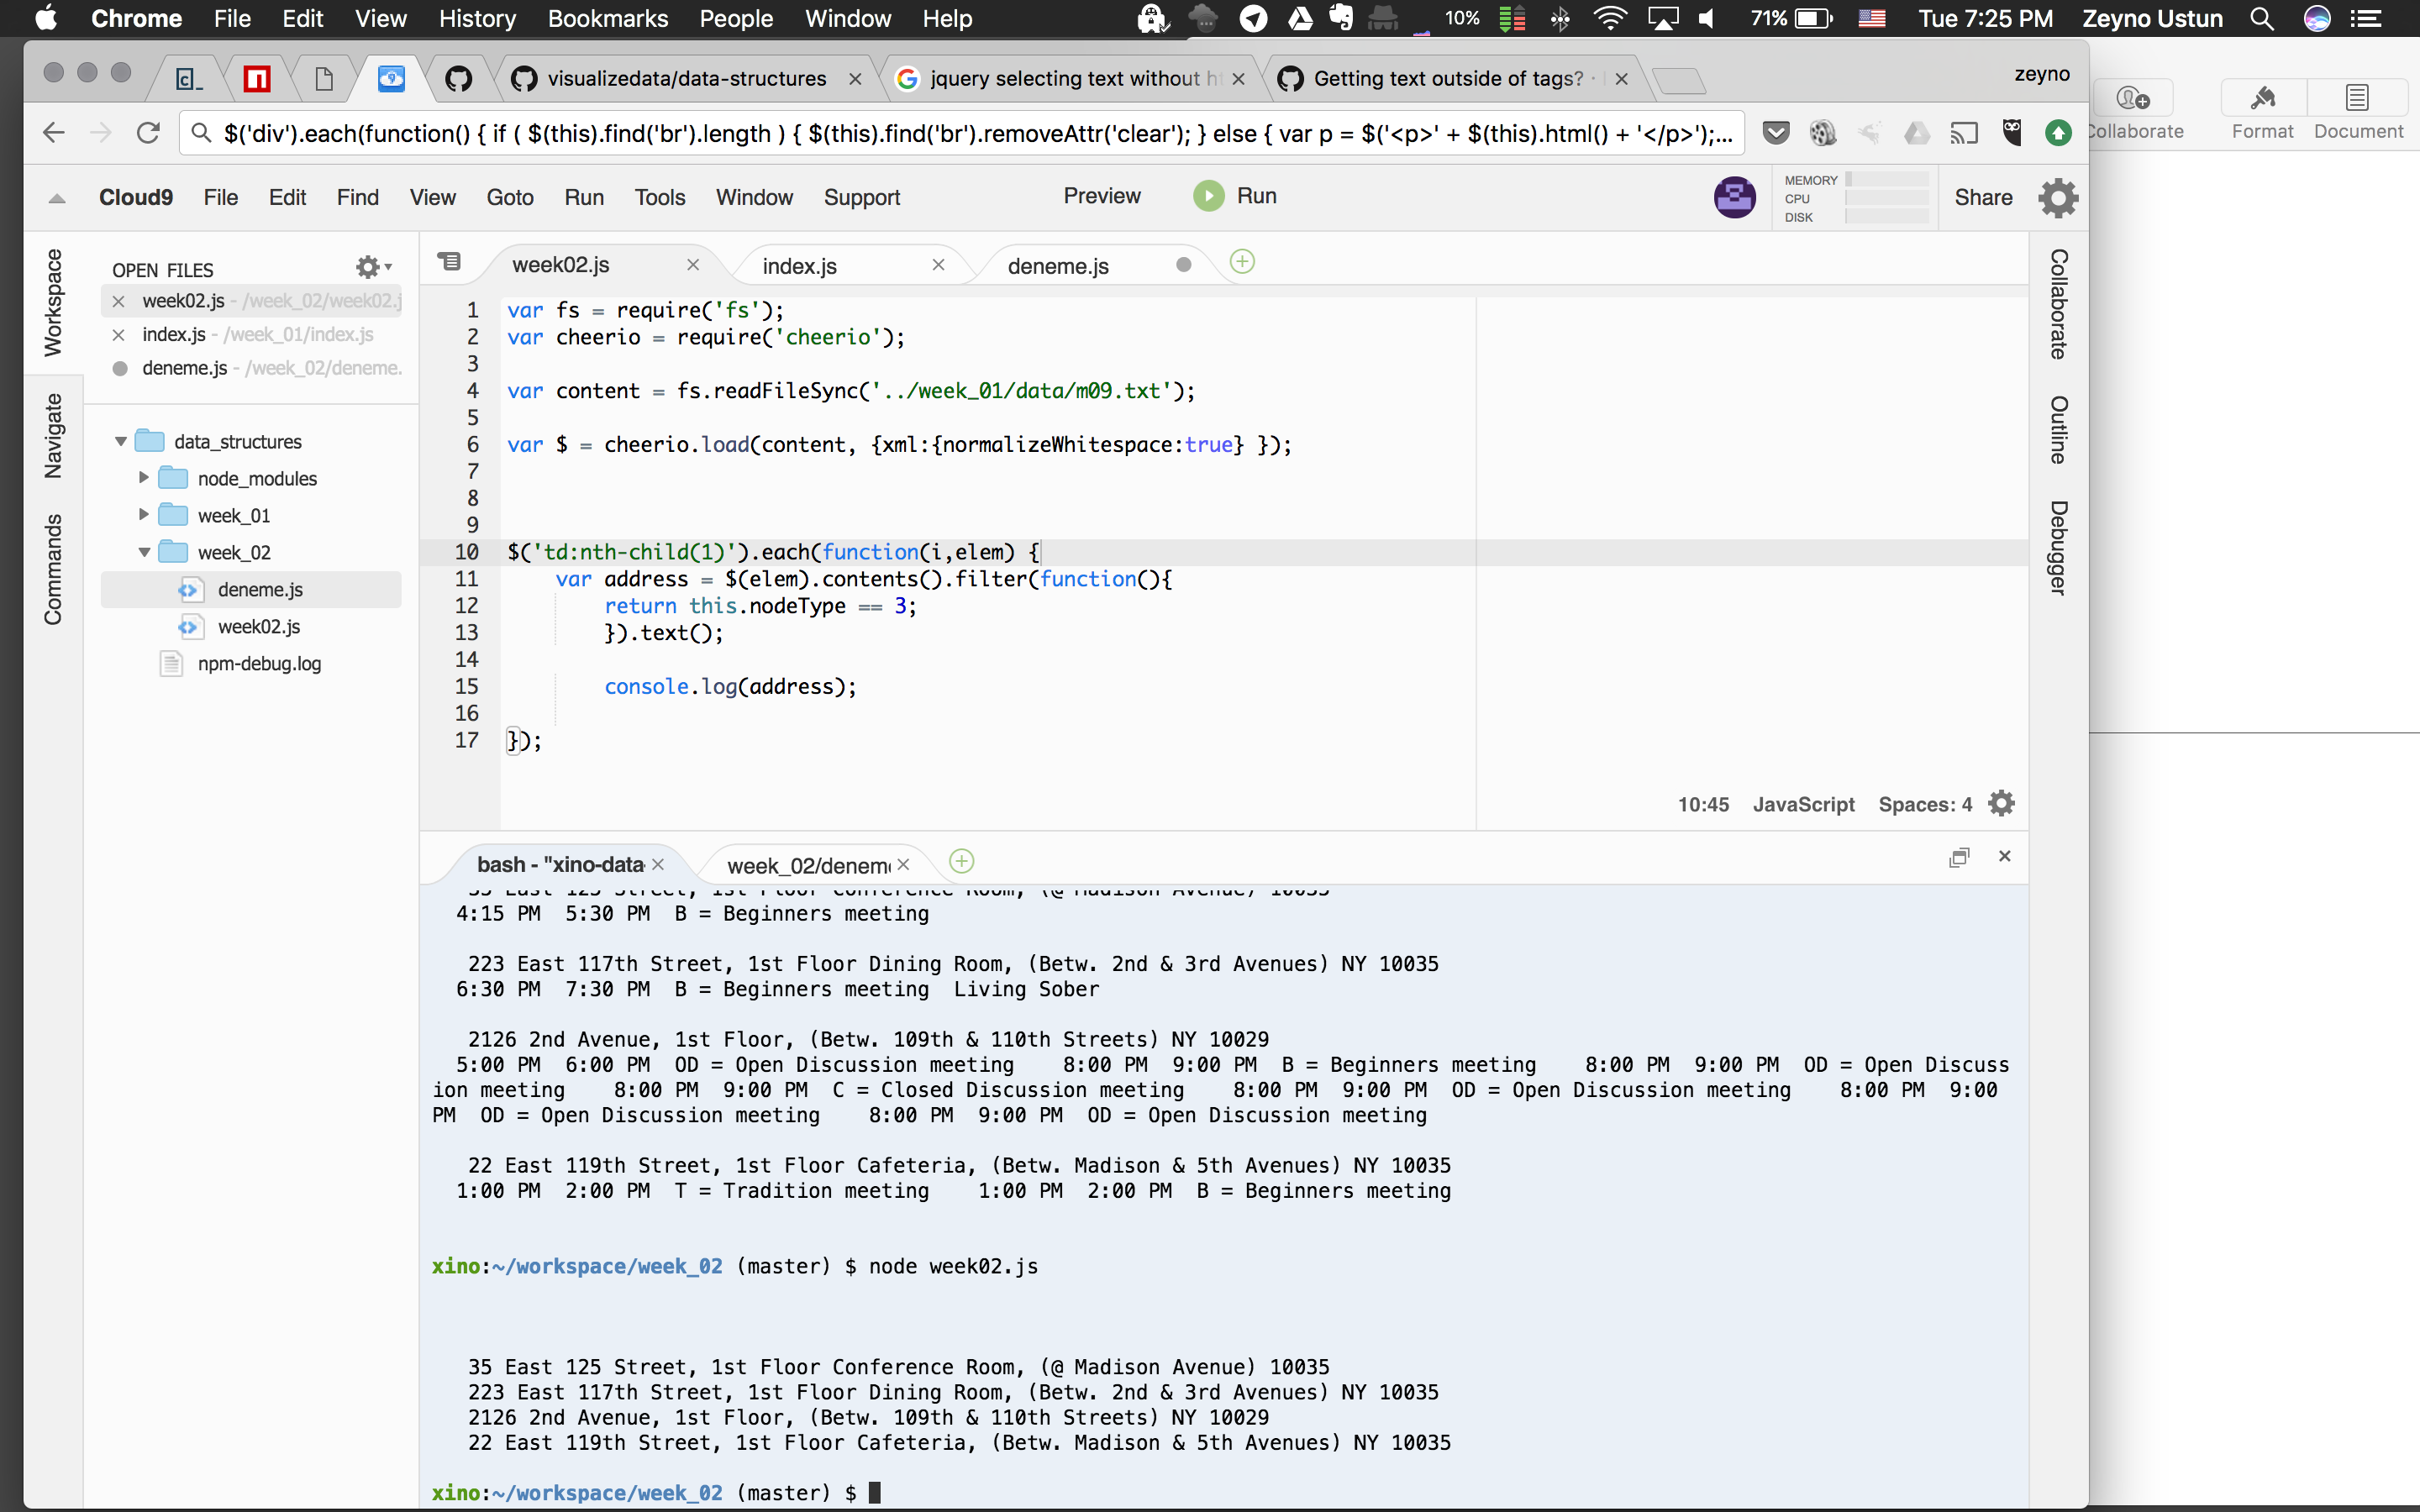 Chrome File Edit View History Bookmarks People Window Help 10% 71% Tue 7:25 PM Zeyno Ustun
visualizedata/data-structures
jquery selecting text without
Getting text outside of tags? ·
zeyno
$('div').each(function() { if ( $(this).find('br').length ) { $(this).find('br').removeAttr('clear'); } else { var p = $('<p>' + $(this).html() + '</p>');...
Format Document
Cloud9 File Edit Find View Goto Run Tools Window Support Preview Run MEMORY CPU DISK Share
Workspace
Navigate
Commands
OPEN FILES
week02.js - /week_02/week02.j
index.js - /week_01/index.js
deneme.js - /week_02/deneme.
data_structures
node_modules
week_01
week_02
deneme.js
week02.js
npm-debug.log
week02.js index.js deneme.js
1 var fs = require('fs');
2 var cheerio = require('cheerio');
3
4 var content = fs.readFileSync('../week_01/data/m09.txt');
5
6 var $ = cheerio.load(content, {xml:{normalizeWhitespace:true} });
7
8
9
10 $('td:nth-child(1)').each(function(i,elem) {
11 var address = $(elem).contents().filter(function(){
12 return this.nodeType == 3;
13 }).text();
14
15 console.log(address);
16
17 });
10:45 JavaScript Spaces: 4
Collaborate
Outline
Debugger
bash - "xino-data- week_02/denem
35 East 125 Street, 1st Floor Conference Room, (@ Madison Avenue) 10035
4:15 PM 5:30 PM B = Beginners meeting
223 East 117th Street, 1st Floor Dining Room, (Betw. 2nd & 3rd Avenues) NY 10035
6:30 PM 7:30 PM B = Beginners meeting Living Sober
2126 2nd Avenue, 1st Floor, (Betw. 109th & 110th Streets) NY 10029
5:00 PM 6:00 PM OD = Open Discussion meeting 8:00 PM 9:00 PM B = Beginners meeting 8:00 PM 9:00 PM OD = Open Discuss
ion meeting 8:00 PM 9:00 PM C = Closed Discussion meeting 8:00 PM 9:00 PM OD = Open Discussion meeting 8:00 PM 9:00
PM OD = Open Discussion meeting 8:00 PM 9:00 PM OD = Open Discussion meeting
22 East 119th Street, 1st Floor Cafeteria, (Betw. Madison & 5th Avenues) NY 10035
1:00 PM 2:00 PM T = Tradition meeting 1:00 PM 2:00 PM B = Beginners meeting
xino:~/workspace/week_02 (master) $ node week02.js
35 East 125 Street, 1st Floor Conference Room, (@ Madison Avenue) 10035
223 East 117th Street, 1st Floor Dining Room, (Betw. 2nd & 3rd Avenues) NY 10035
2126 2nd Avenue, 1st Floor, (Betw. 109th & 110th Streets) NY 10029
22 East 119th Street, 1st Floor Cafeteria, (Betw. Madison & 5th Avenues) NY 10035
xino:~/workspace/week_02 (master) $